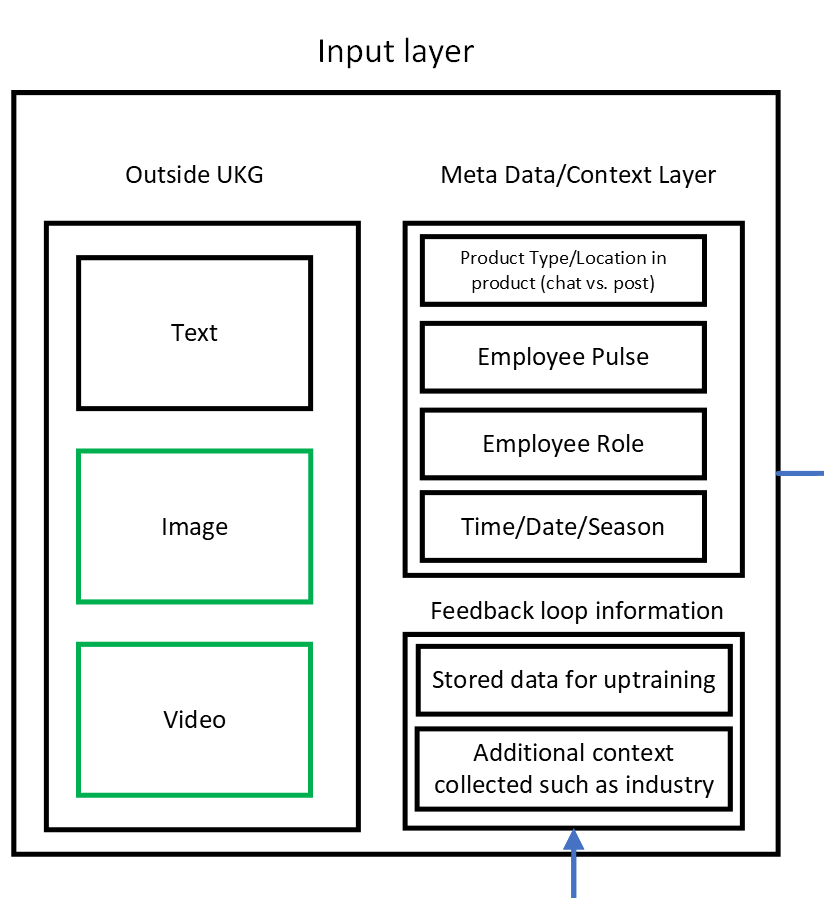 Input layer
Outside UKG
Text
Image
Video
Meta Data/Context Layer
Product Type/Location in
product (chat vs. post)
Employee Pulse
Employee Role
Time/Date/Season
Feedback loop information
Stored data for uptraining
Additional context
collected such as industry